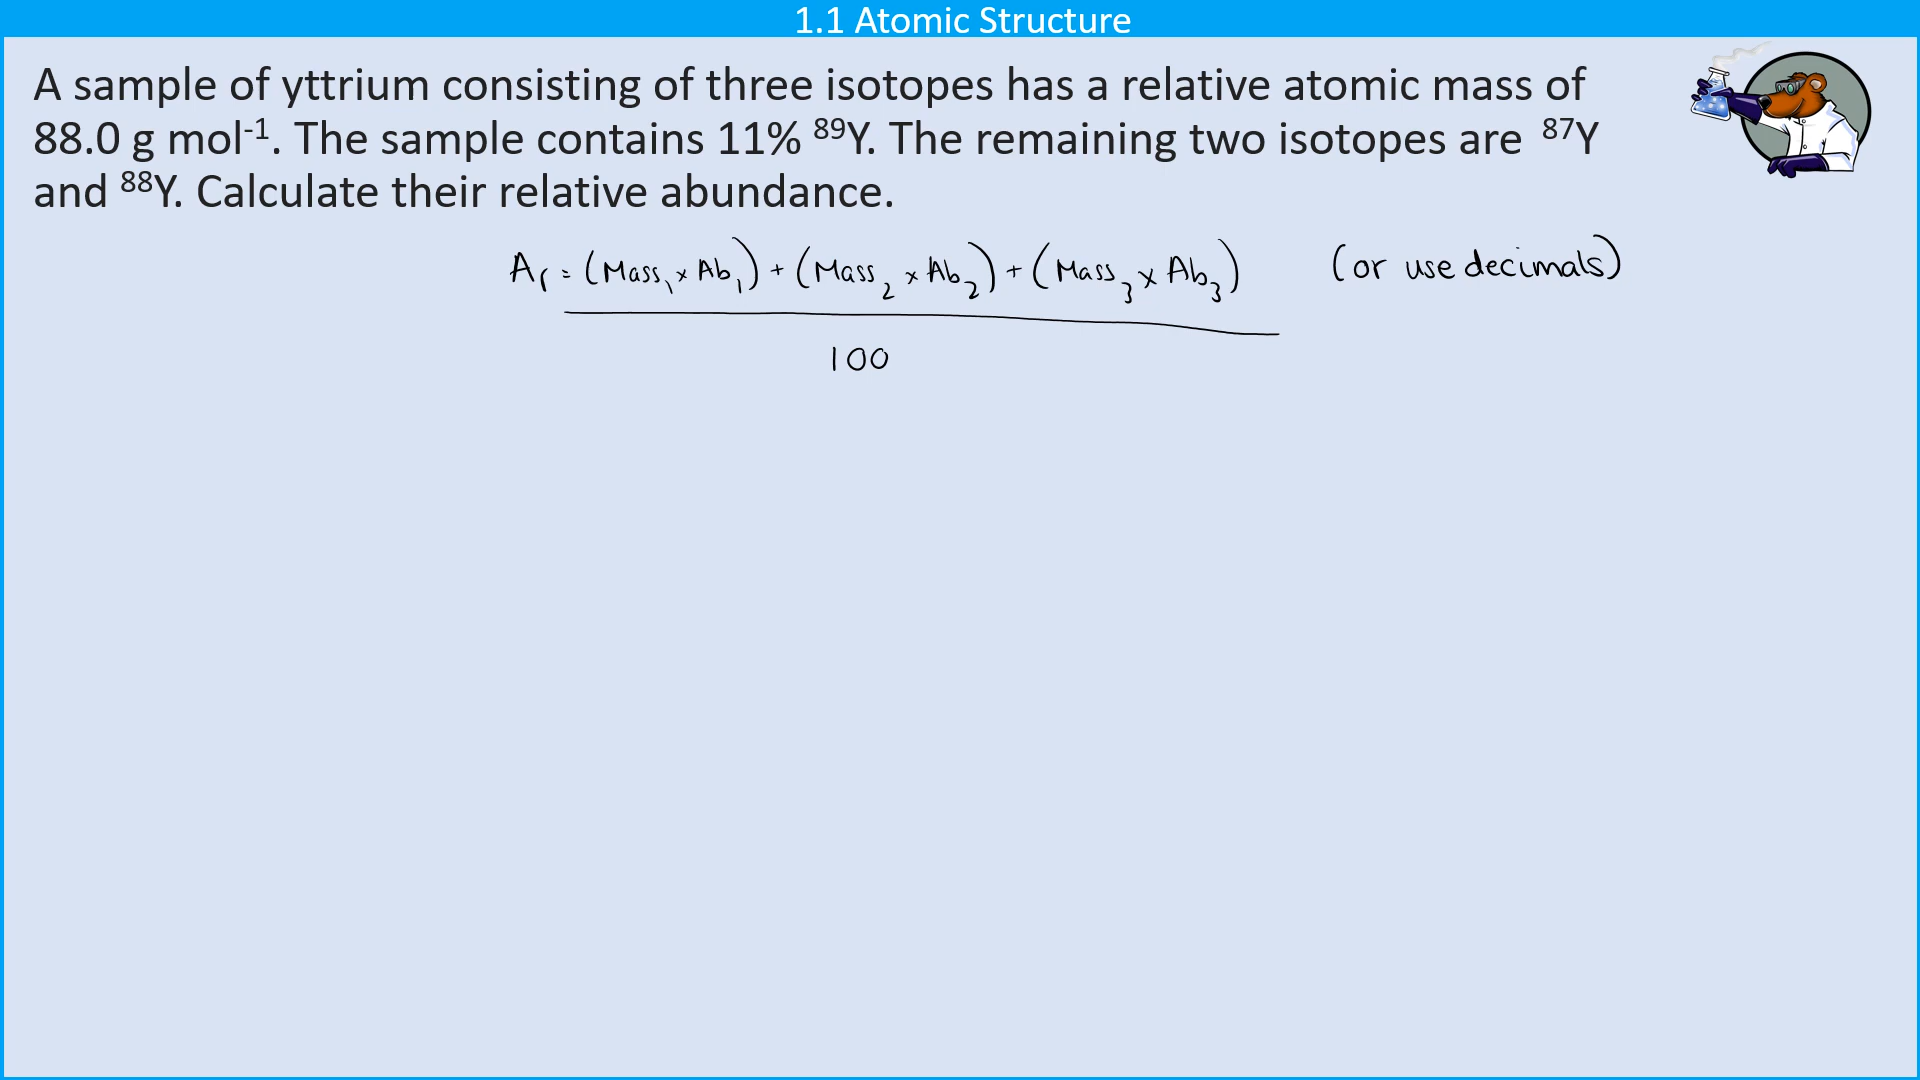 1.1 Atomic Structure
A sample of yttrium consisting of three isotopes has a relative atomic mass of
88.0 g mol⁻¹. The sample contains 11% ⁸⁹Y. The remaining two isotopes are ⁸⁷Y
and ⁸⁸Y. Calculate their relative abundance.
Aᵣ = (Mass₁ × Ab₁) + (Mass₂ × Ab₂) + (Mass₃ × Ab₃) (or use decimals)
100